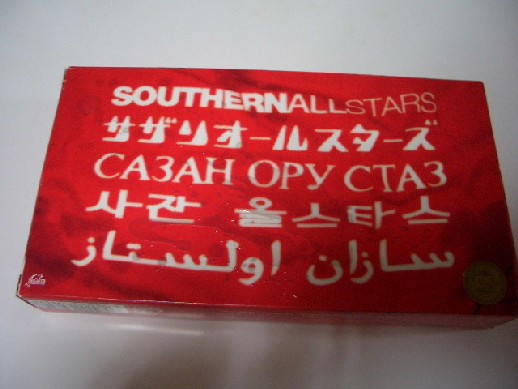 SOUTHERNALLSTARS
サザンオールスターズ
САЗАН ОРУ СТАЗ
사잔 올스타스
سازان اولستاز